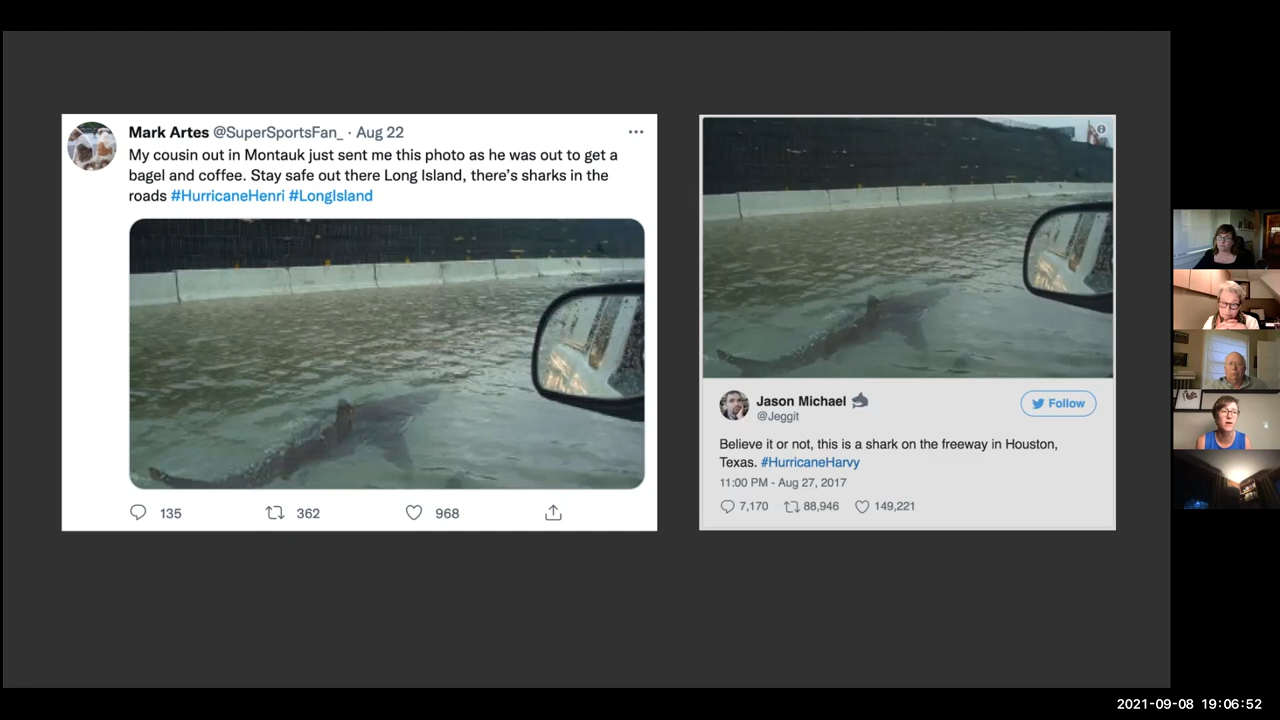 Mark Artes @SuperSportsFan_ · Aug 22
My cousin out in Montauk just sent me this photo as he was out to get a
bagel and coffee. Stay safe out there Long Island, there's sharks in the
roads #HurricaneHenri #LongIsland
135 362 968
Jason Michael
@Jeggit
Follow
Believe it or not, this is a shark on the freeway in Houston,
Texas. #HurricaneHarvy
11:00 PM - Aug 27, 2017
7,170 88,946 149,221
2021-09-08 19:06:52